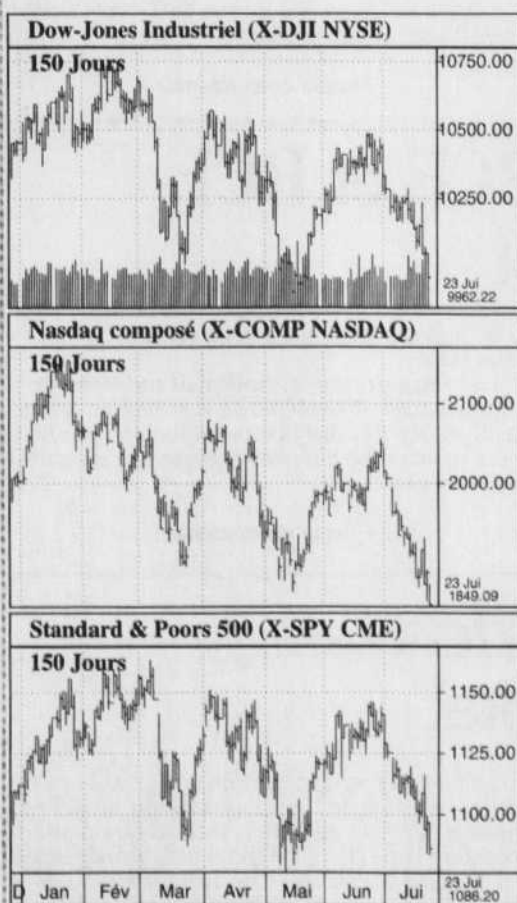 Dow-Jones Industriel (X-DJI NYSE)
150 Jours
10750.00
10500.00
10250.00
23 Jui
9962.22
Nasdaq composé (X-COMP NASDAQ)
150 Jours
2100.00
2000.00
23 Jui
1849.09
Standard & Poors 500 (X-SPY CME)
150 Jours
1150.00
1125.00
1100.00
23 Jui
1086.20
D Jan Fév Mar Avr Mai Jun Jui